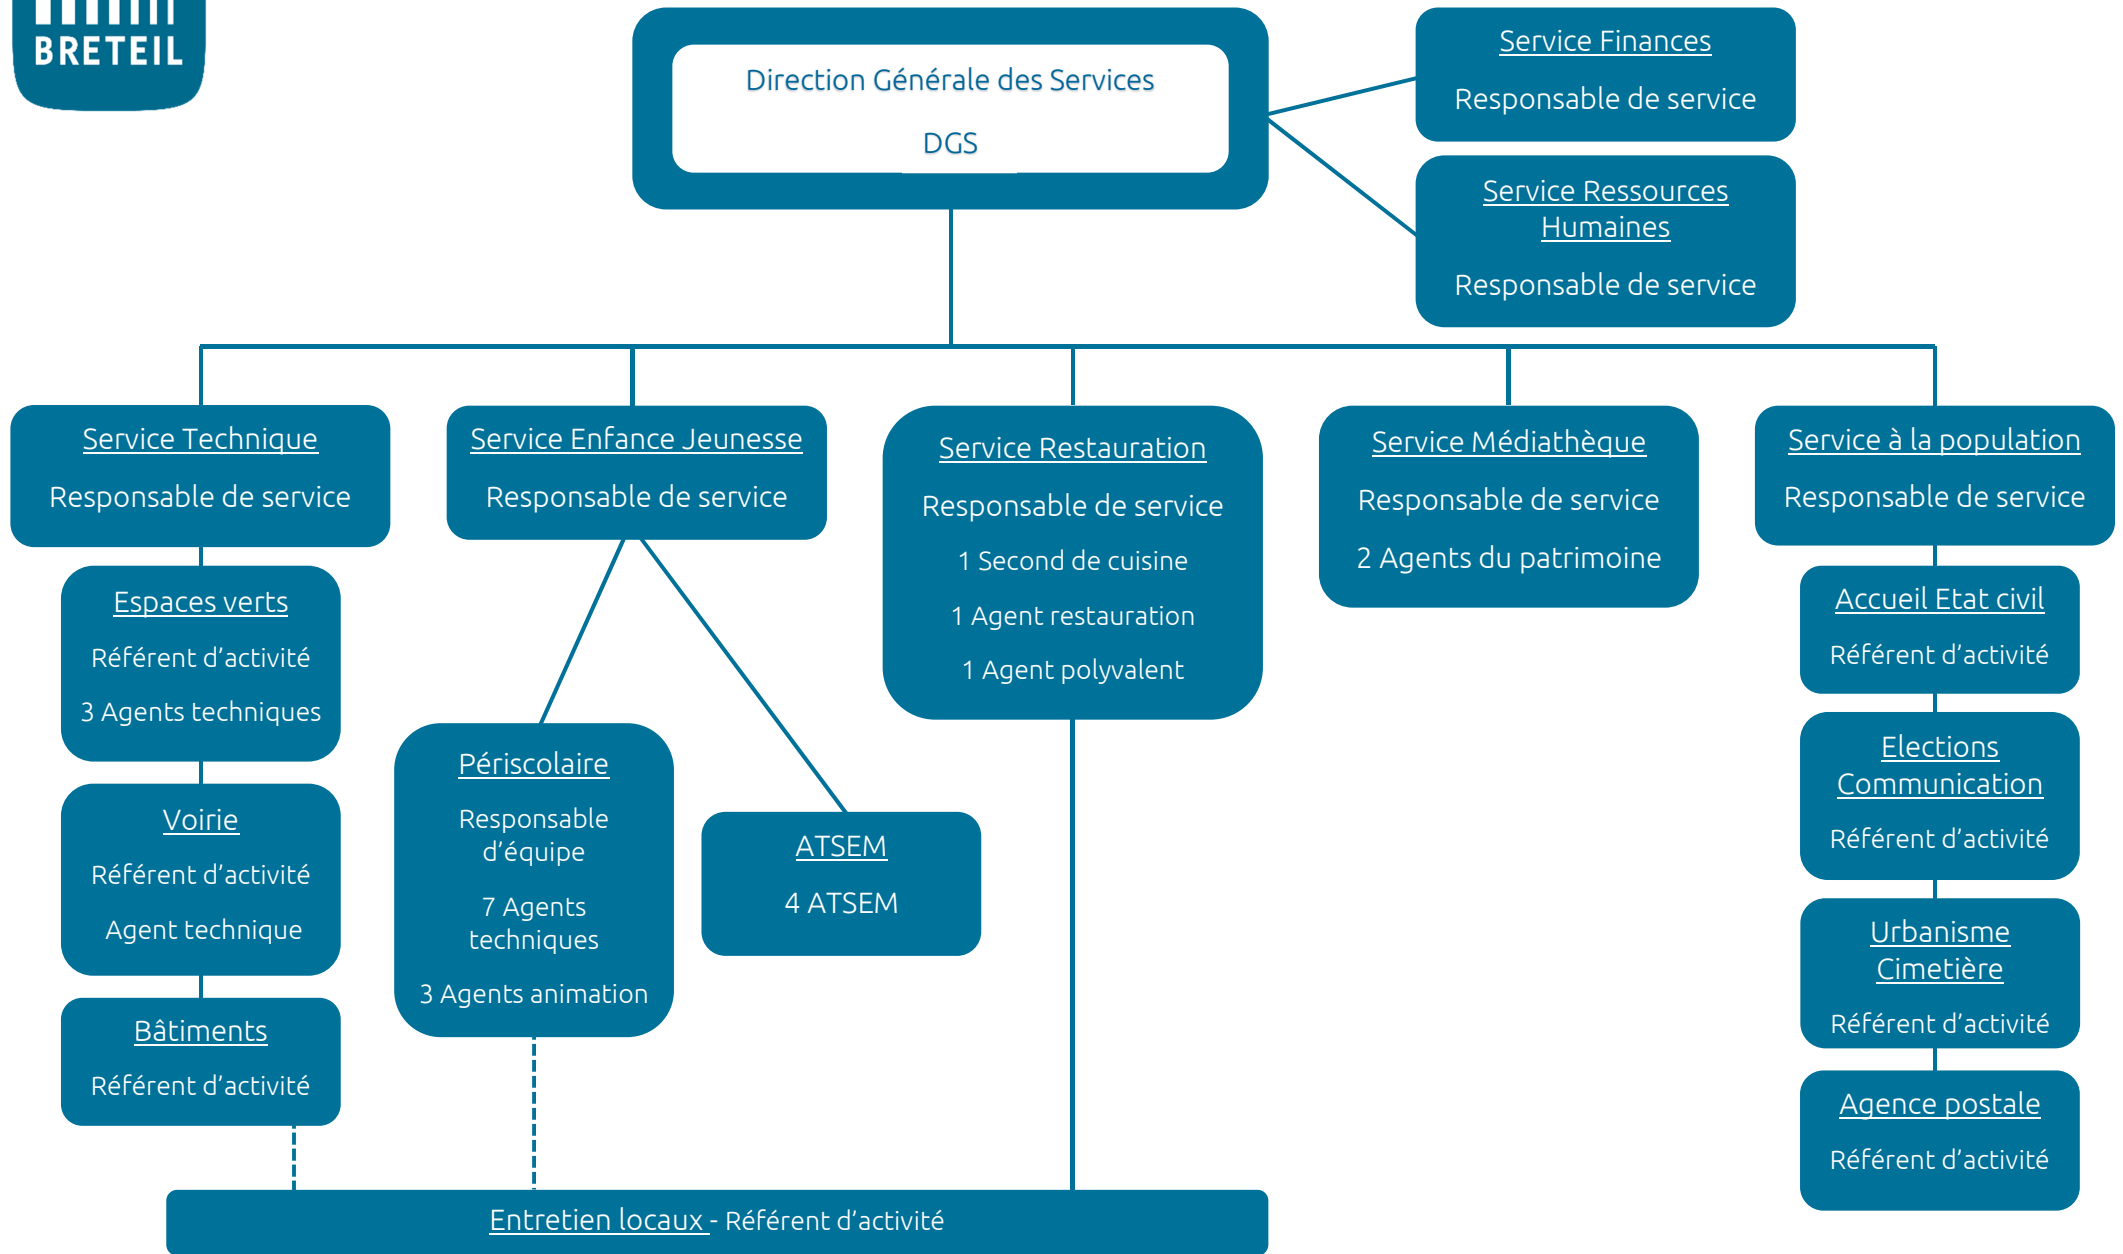 BRETEIL
Direction Générale des Services
DGS
Service Finances
Responsable de service
Service Ressources
Humaines
Responsable de service
Service Technique
Responsable de service
Espaces verts
Référent d’activité
3 Agents techniques
Voirie
Référent d’activité
Agent technique
Bâtiments
Référent d’activité
Service Enfance Jeunesse
Responsable de service
Périscolaire
Responsable
d’équipe
7 Agents
techniques
3 Agents animation
ATSEM
4 ATSEM
Service Restauration
Responsable de service
1 Second de cuisine
1 Agent restauration
1 Agent polyvalent
Service Médiathèque
Responsable de service
2 Agents du patrimoine
Service à la population
Responsable de service
Accueil Etat civil
Référent d’activité
Elections
Communication
Référent d’activité
Urbanisme
Cimetière
Référent d’activité
Agence postale
Référent d’activité
Entretien locaux - Référent d’activité